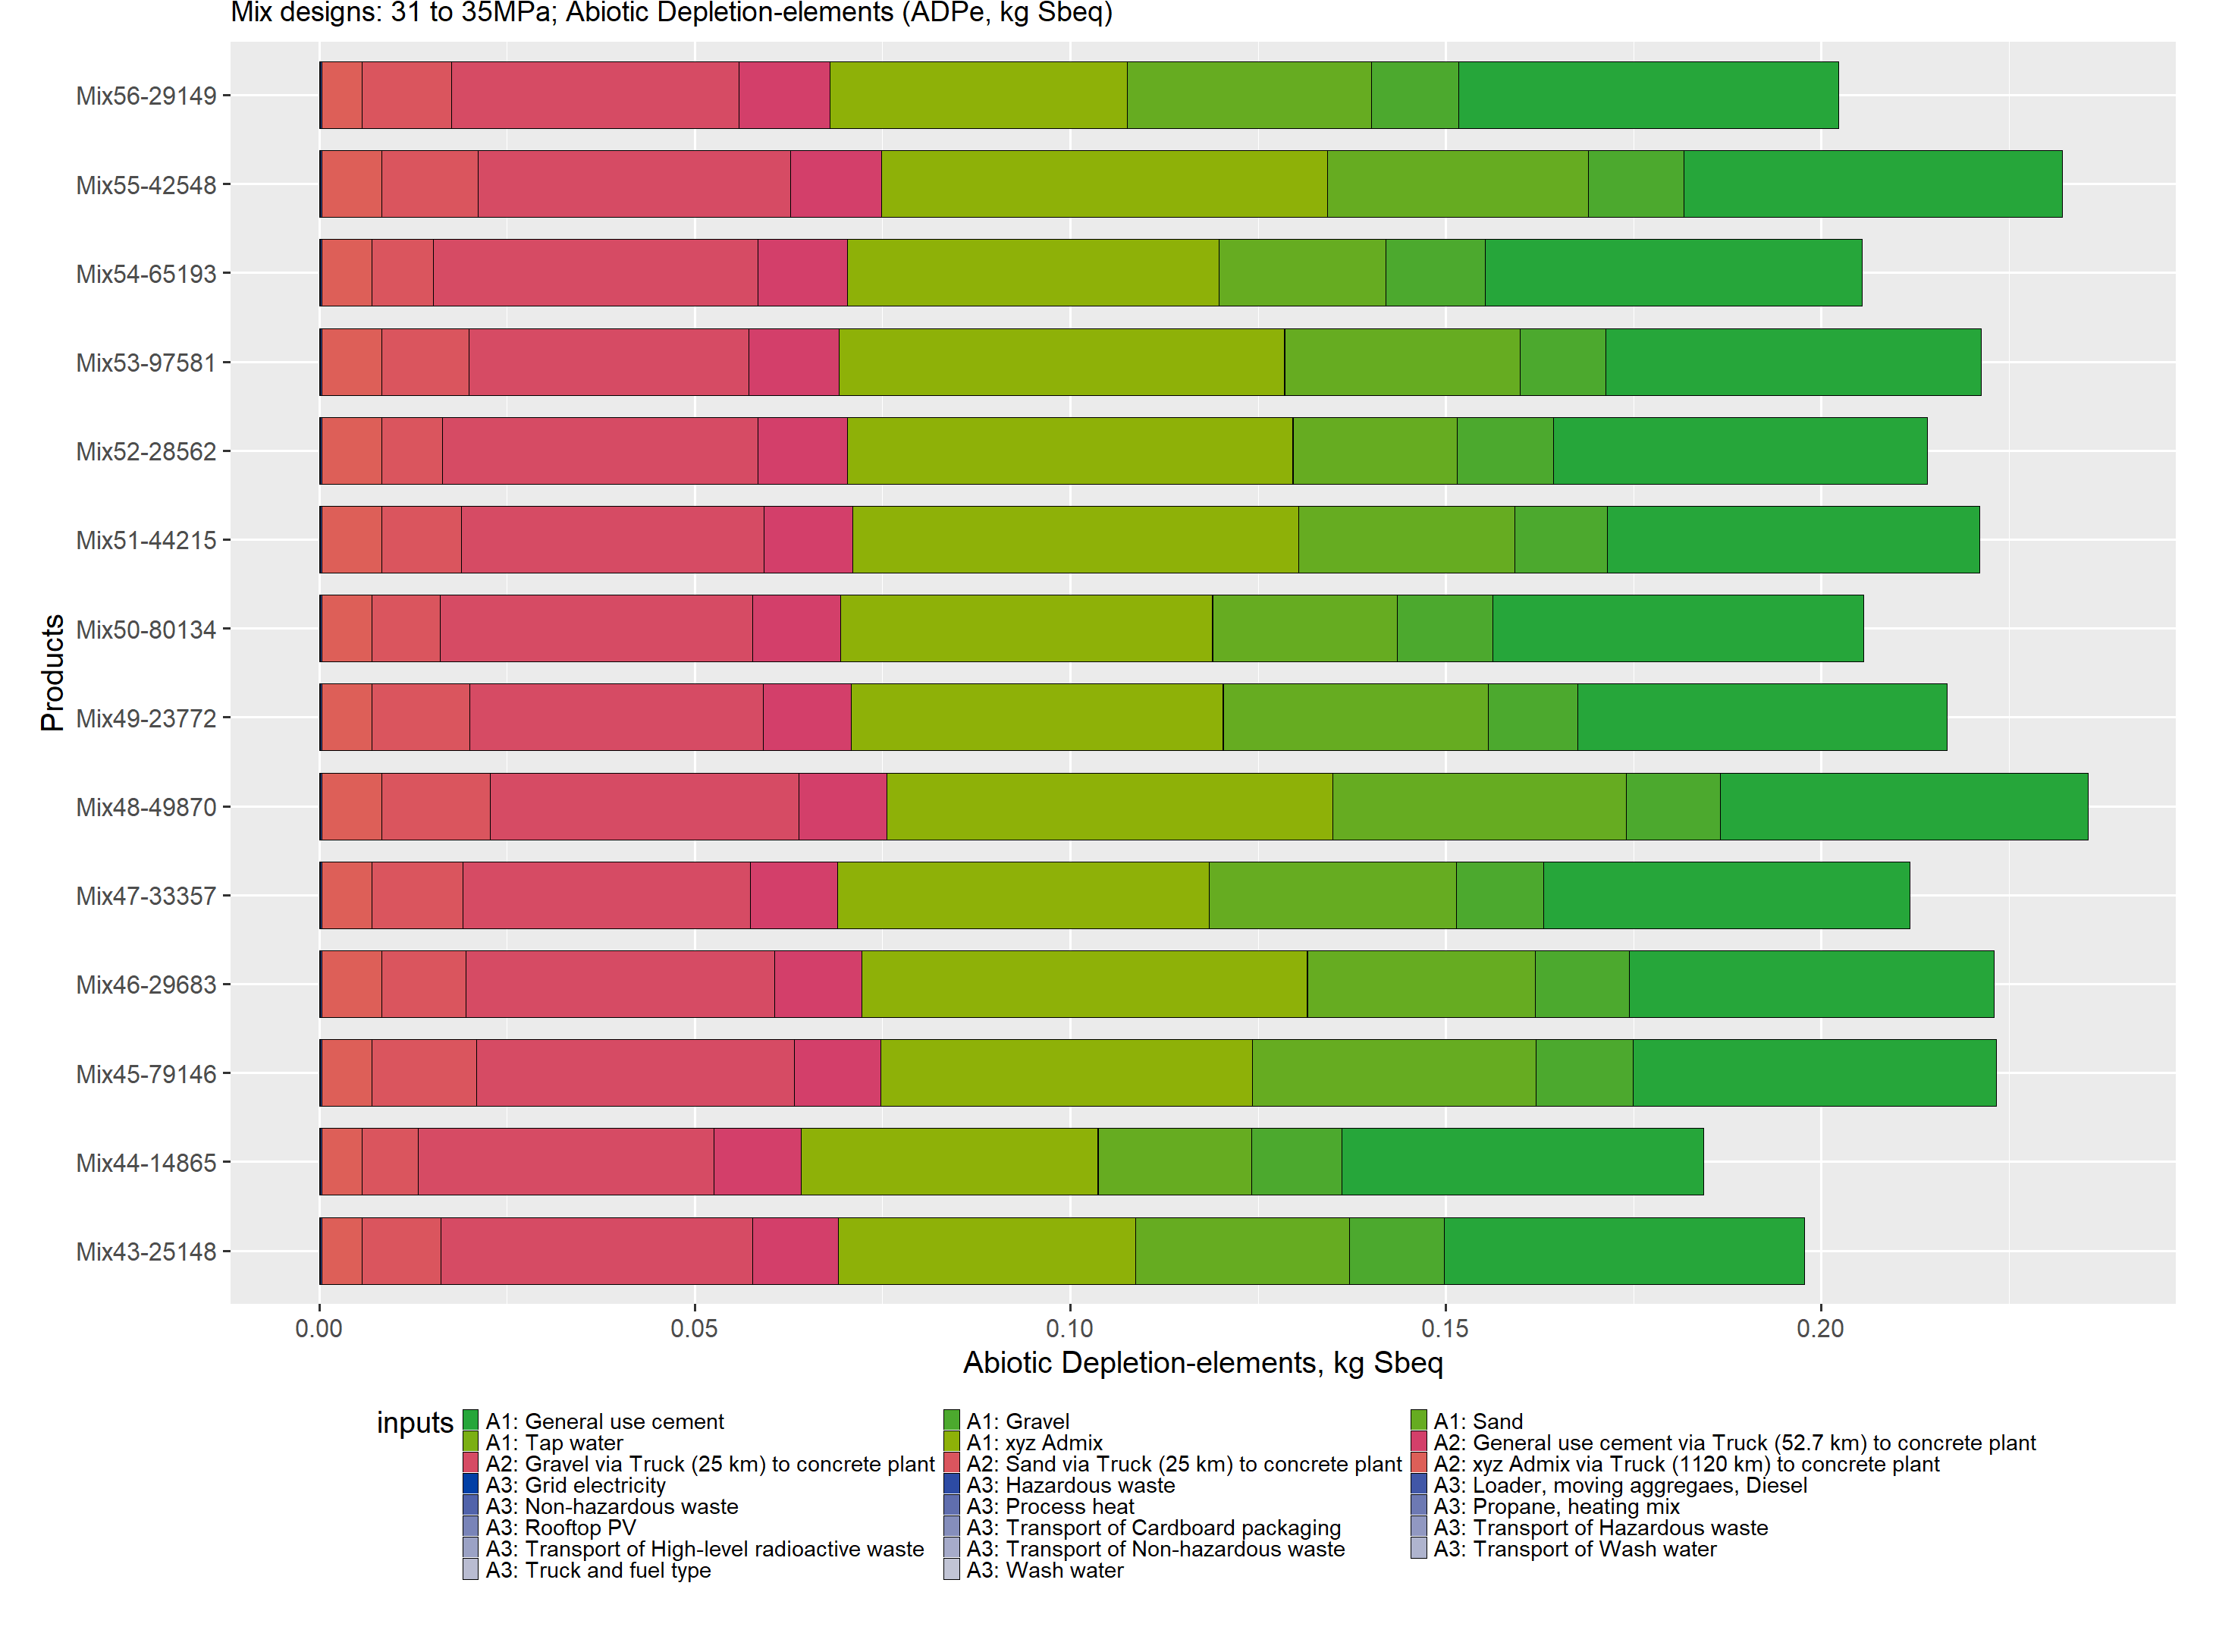 Mix designs: 31 to 35MPa; Abiotic Depletion-elements (ADPe, kg Sbeq)
Products
Mix56-29149
Mix55-42548
Mix54-65193
Mix53-97581
Mix52-28562
Mix51-44215
Mix50-80134
Mix49-23772
Mix48-49870
Mix47-33357
Mix46-29683
Mix45-79146
Mix44-14865
Mix43-25148
0.00 0.05 0.10 0.15 0.20
Abiotic Depletion-elements, kg Sbeq
inputs A1: General use cement A1: Gravel A1: Sand
A1: Tap water A1: xyz Admix A2: General use cement via Truck (52.7 km) to concrete plant
A2: Gravel via Truck (25 km) to concrete plant A2: Sand via Truck (25 km) to concrete plant A2: xyz Admix via Truck (1120 km) to concrete plant
A3: Grid electricity A3: Hazardous waste A3: Loader, moving aggregaes, Diesel
A3: Non-hazardous waste A3: Process heat A3: Propane, heating mix
A3: Rooftop PV A3: Transport of Cardboard packaging A3: Transport of Hazardous waste
A3: Transport of High-level radioactive waste A3: Transport of Non-hazardous waste A3: Transport of Wash water
A3: Truck and fuel type A3: Wash water